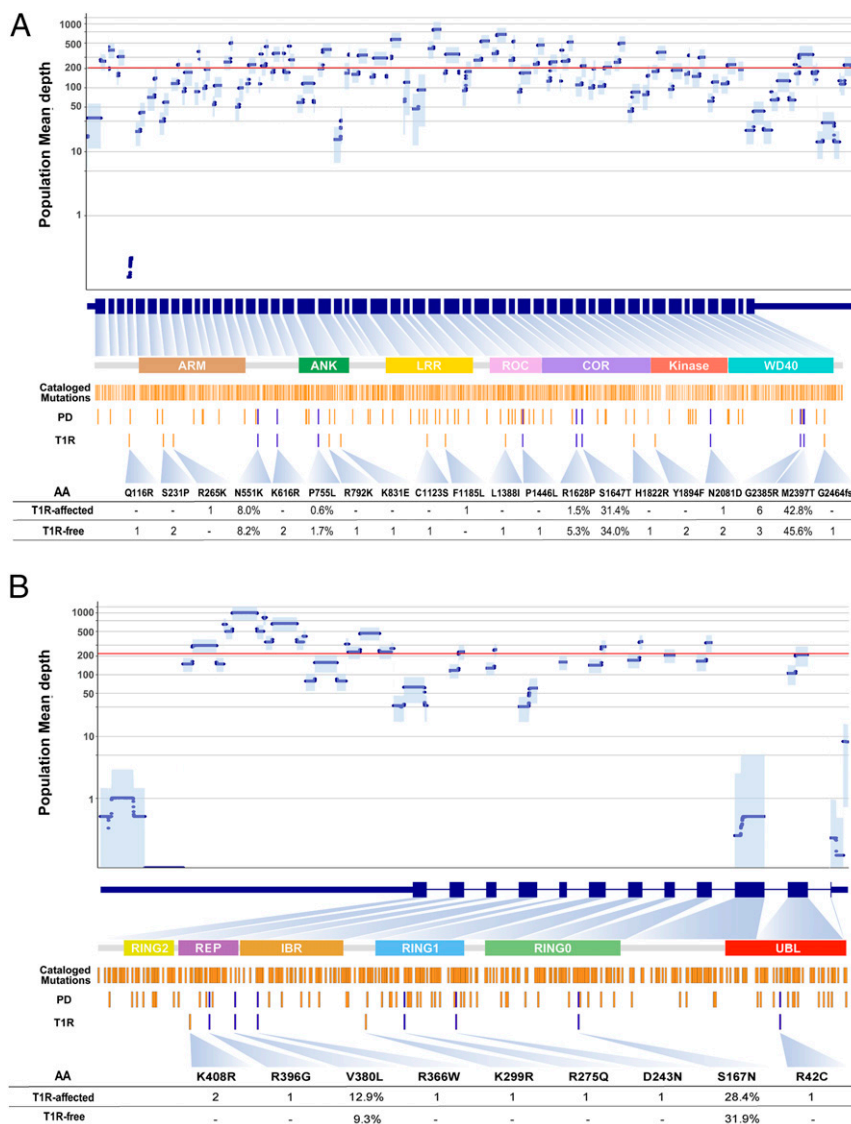 A
Population Mean depth
1000
500
200
100
50
10
1
ARM ANK LRR ROC COR Kinase WD40
Cataloged Mutations
PD
T1R
AA Q116R S231P R265K N551K K616R P755L R792K K831E C1123S F1185L L1388I P1446L R1628P S1647T H1822R Y1894F N2081D G2385R M2397T G2464fs
T1R-affected - - 1 8.0% - 0.6% - - - 1 - - 1.5% 31.4% - - 1 6 42.8% -
T1R-free 1 2 - 8.2% 2 1.7% 1 1 1 - 1 1 5.3% 34.0% 1 2 2 3 45.6% 1
B
Population Mean depth
1000
500
200
100
50
10
1
RING2 REP IBR RING1 RING0 UBL
Cataloged Mutations
PD
T1R
AA K408R R396G V380L R366W K299R R275Q D243N S167N R42C
T1R-affected 2 1 12.9% 1 1 1 1 28.4% 1
T1R-free - - 9.3% - - - - 31.9% -